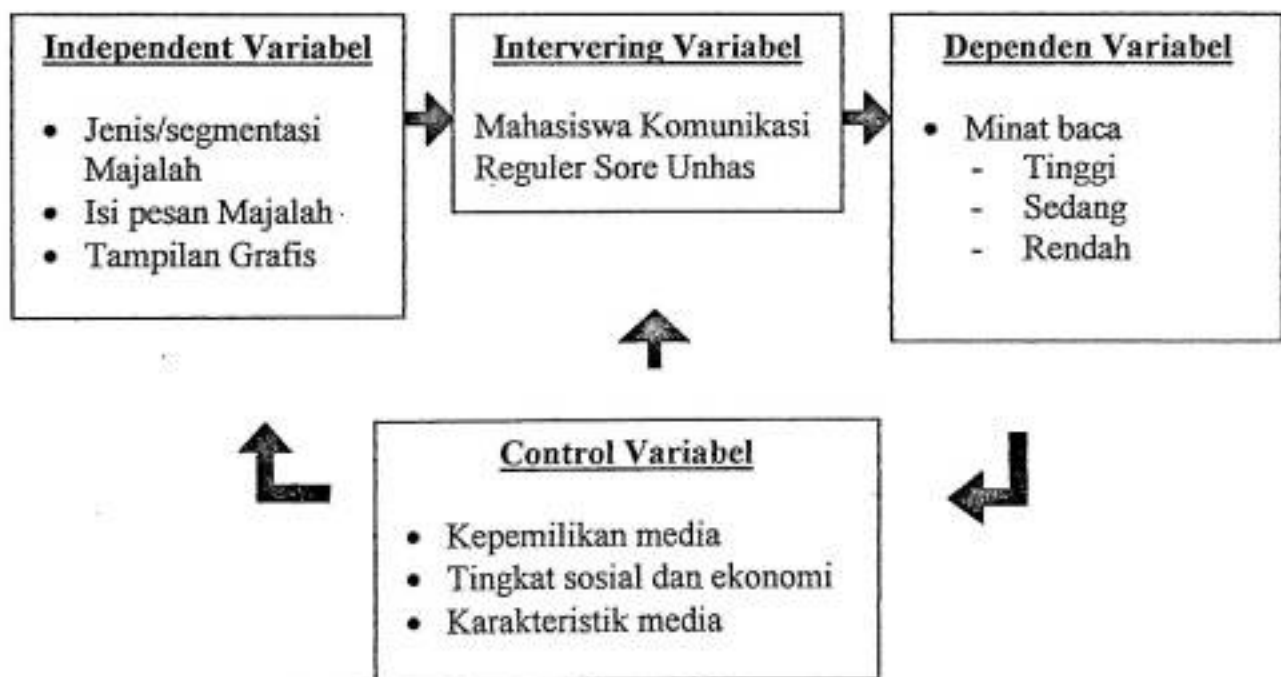 Independent Variabel
• Jenis/segmentasi
Majalah
• Isi pesan Majalah
• Tampilan Grafis
Intervering Variabel
Mahasiswa Komunikasi
Reguler Sore Unhas
Dependen Variabel
• Minat baca
- Tinggi
- Sedang
- Rendah
Control Variabel
• Kepemilikan media
• Tingkat sosial dan ekonomi
• Karakteristik media